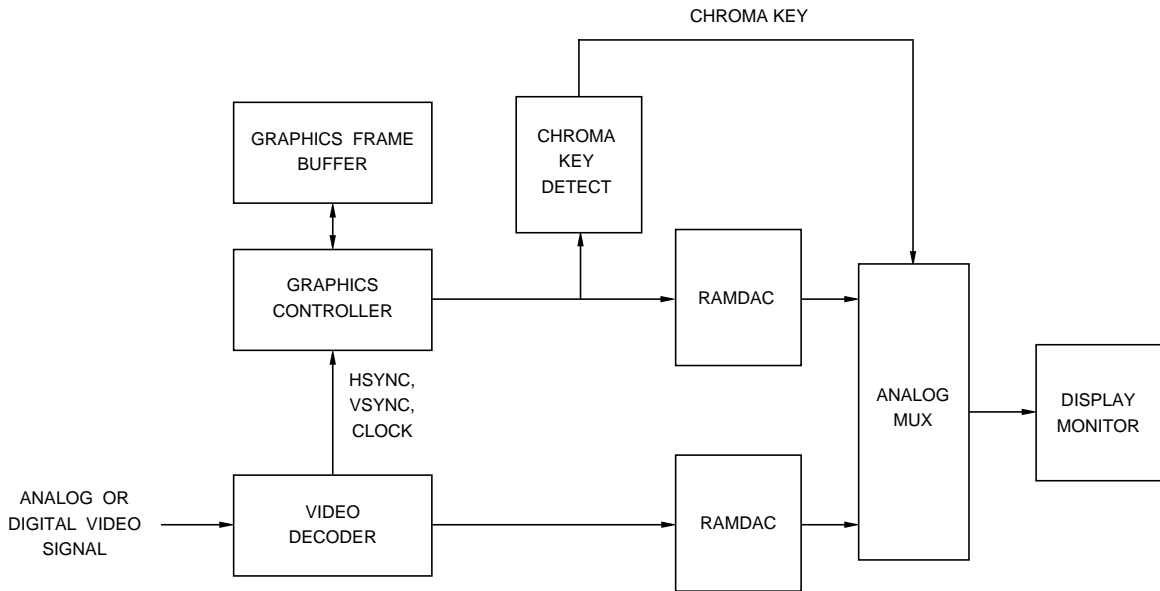 CHROMA KEY
GRAPHICS FRAME
BUFFER
CHROMA
KEY
DETECT
GRAPHICS
CONTROLLER
RAMDAC
HSYNC,
VSYNC,
CLOCK
ANALOG
MUX
DISPLAY
MONITOR
ANALOG OR
DIGITAL VIDEO
SIGNAL
VIDEO
DECODER
RAMDAC